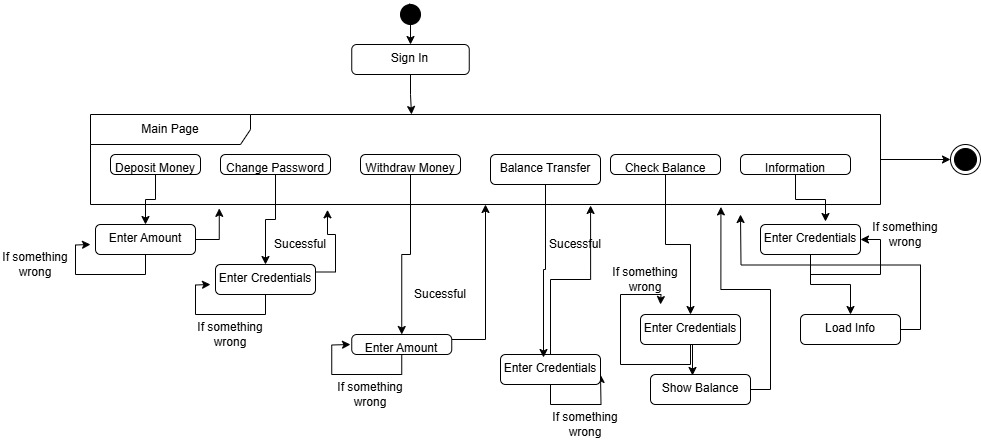 Sign In
Main Page
Deposit Money
Change Password
Withdraw Money
Balance Transfer
Check Balance
Information
Enter Amount
If something
wrong
Sucessful
Enter Credentials
If something
wrong
Sucessful
Enter Amount
If something
wrong
Sucessful
Enter Credentials
If something
wrong
If something
wrong
Enter Credentials
Show Balance
Enter Credentials
If something
wrong
Load Info